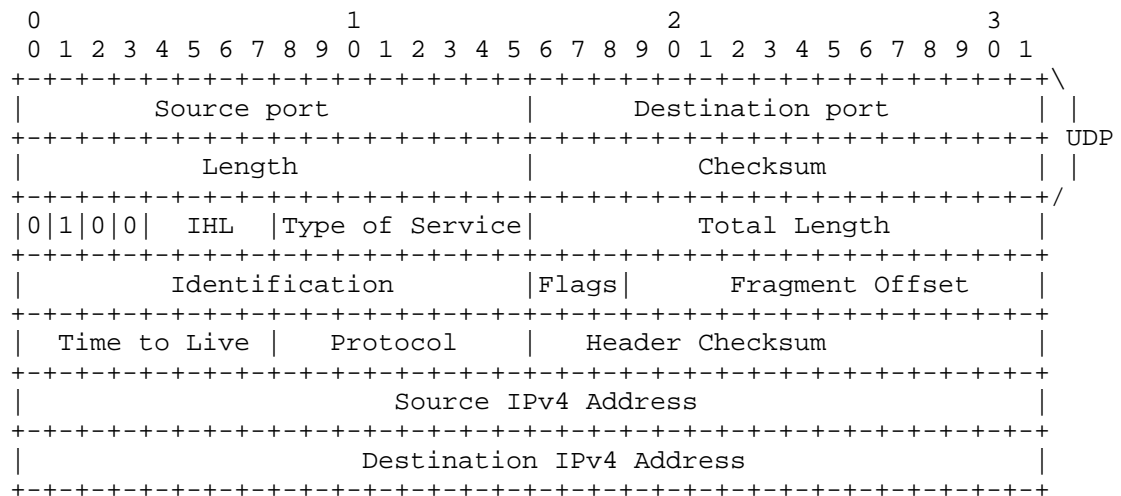 0                   1                   2                   3
 0 1 2 3 4 5 6 7 8 9 0 1 2 3 4 5 6 7 8 9 0 1 2 3 4 5 6 7 8 9 0 1
+-+-+-+-+-+-+-+-+-+-+-+-+-+-+-+-+-+-+-+-+-+-+-+-+-+-+-+-+-+-+-+-+\
|        Source port            |      Destination port         | |
+-+-+-+-+-+-+-+-+-+-+-+-+-+-+-+-+-+-+-+-+-+-+-+-+-+-+-+-+-+-+-+-+ UDP
|           Length              |          Checksum             | |
+-+-+-+-+-+-+-+-+-+-+-+-+-+-+-+-+-+-+-+-+-+-+-+-+-+-+-+-+-+-+-+-+/
|0|1|0|0|  IHL  |Type of Service|          Total Length         |
+-+-+-+-+-+-+-+-+-+-+-+-+-+-+-+-+-+-+-+-+-+-+-+-+-+-+-+-+-+-+-+-+
|         Identification        |Flags|      Fragment Offset    |
+-+-+-+-+-+-+-+-+-+-+-+-+-+-+-+-+-+-+-+-+-+-+-+-+-+-+-+-+-+-+-+-+
|  Time to Live |   Protocol    |   Header Checksum             |
+-+-+-+-+-+-+-+-+-+-+-+-+-+-+-+-+-+-+-+-+-+-+-+-+-+-+-+-+-+-+-+-+
|                       Source IPv4 Address                     |
+-+-+-+-+-+-+-+-+-+-+-+-+-+-+-+-+-+-+-+-+-+-+-+-+-+-+-+-+-+-+-+-+
|                     Destination IPv4 Address                  |
+-+-+-+-+-+-+-+-+-+-+-+-+-+-+-+-+-+-+-+-+-+-+-+-+-+-+-+-+-+-+-+-+